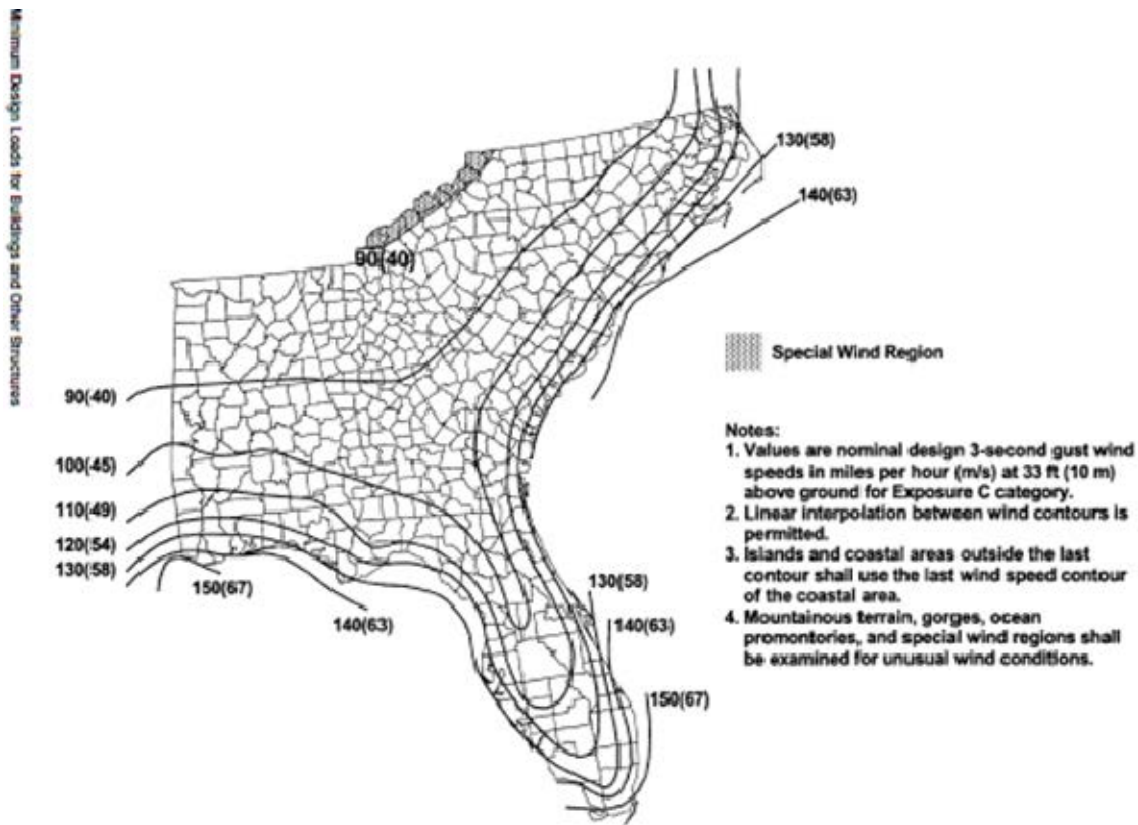 Minimum Design Loads for Buildings and Other Structures
130(58)
140(63)
90(40)
Special Wind Region
90(40)
100(45)
110(49)
120(54)
130(58)
150(67)
140(63)
130(58)
140(63)
150(67)
Notes:
1. Values are nominal design 3-second gust wind
speeds in miles per hour (m/s) at 33 ft (10 m)
above ground for Exposure C category.
2. Linear interpolation between wind contours is
permitted.
3. Islands and coastal areas outside the last
contour shall use the last wind speed contour
of the coastal area.
4. Mountainous terrain, gorges, ocean
promontories, and special wind regions shall
be examined for unusual wind conditions.